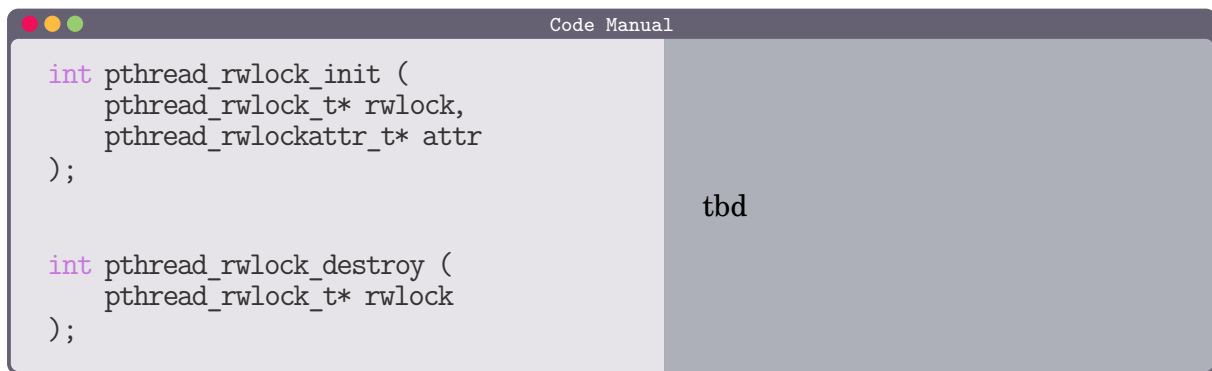 Code Manual
int pthread_rwlock_init (
    pthread_rwlock_t* rwlock,
    pthread_rwlockattr_t* attr
);
tbd
int pthread_rwlock_destroy (
    pthread_rwlock_t* rwlock
);